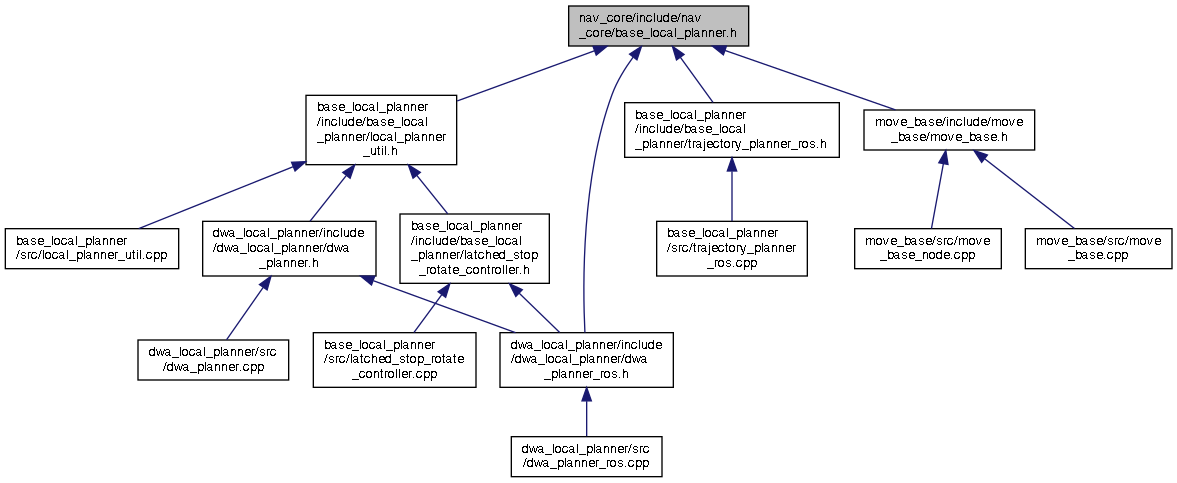 nav_core/include/nav
_core/base_local_planner.h
base_local_planner
/include/base_local
_planner/local_planner
_util.h
base_local_planner
/include/base_local
_planner/trajectory_planner_ros.h
move_base/include/move
_base/move_base.h
base_local_planner
/src/local_planner_util.cpp
dwa_local_planner/include
/dwa_local_planner/dwa
_planner.h
base_local_planner
/include/base_local
_planner/latched_stop
_rotate_controller.h
base_local_planner
/src/trajectory_planner
_ros.cpp
move_base/src/move
_base_node.cpp
move_base/src/move
_base.cpp
dwa_local_planner/src
/dwa_planner.cpp
base_local_planner
/src/latched_stop_rotate
_controller.cpp
dwa_local_planner/include
/dwa_local_planner/dwa
_planner_ros.h
dwa_local_planner/src
/dwa_planner_ros.cpp